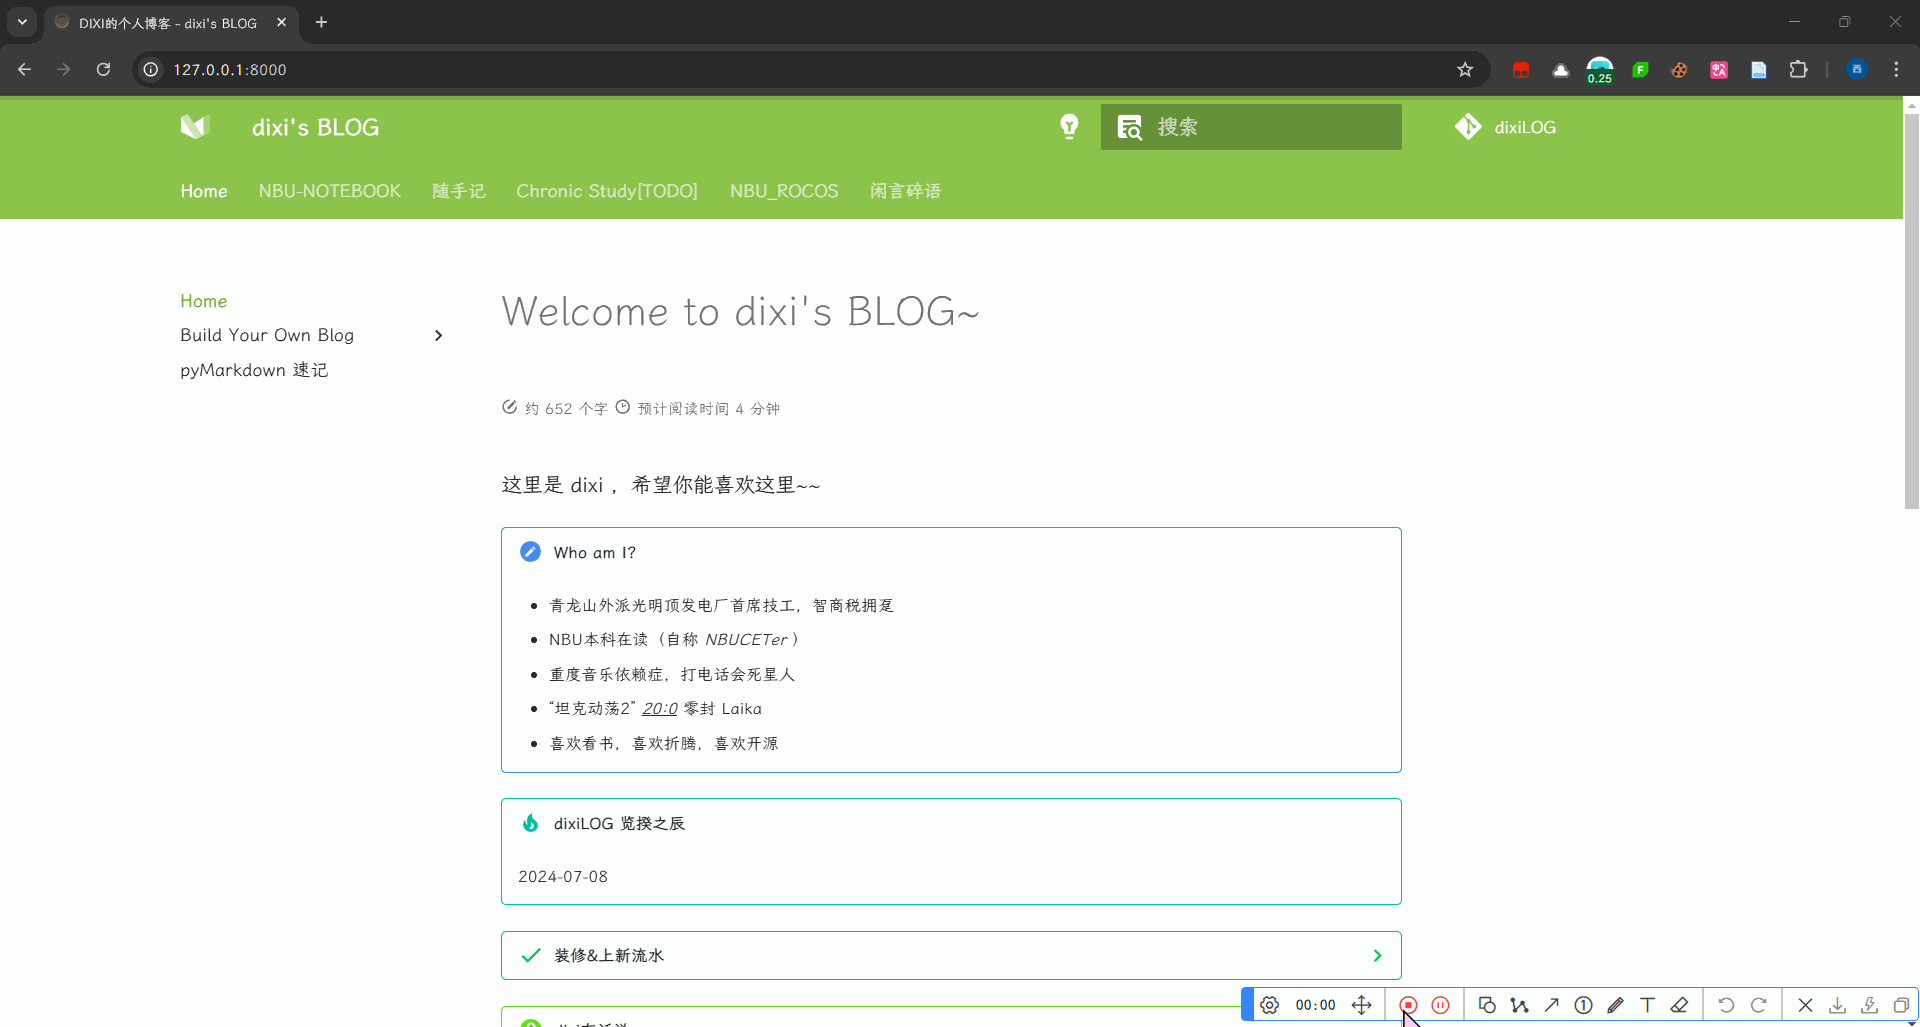 DIXI的个人博客 - dixi's BLOG
127.0.0.1:8000
0.25
西
dixi's BLOG
搜索
dixiLOG
Home
NBU-NOTEBOOK
随手记
Chronic Study[TODO]
NBU_ROCOS
闲言碎语
Home
Build Your Own Blog
pyMarkdown 速记
Welcome to dixi's BLOG~
约 652 个字 预计阅读时间 4 分钟
这里是 dixi ，希望你能喜欢这里~~
Who am I?
青龙山外派光明顶发电厂首席技工，智商税拥趸
NBU本科在读（自称 NBUCETer ）
重度音乐依赖症，打电话会死星人
“坦克动荡2” 20:0 零封 Laika
喜欢看书，喜欢折腾，喜欢开源
dixiLOG 览揆之辰
2024-07-08
装修&上新流水
00:00